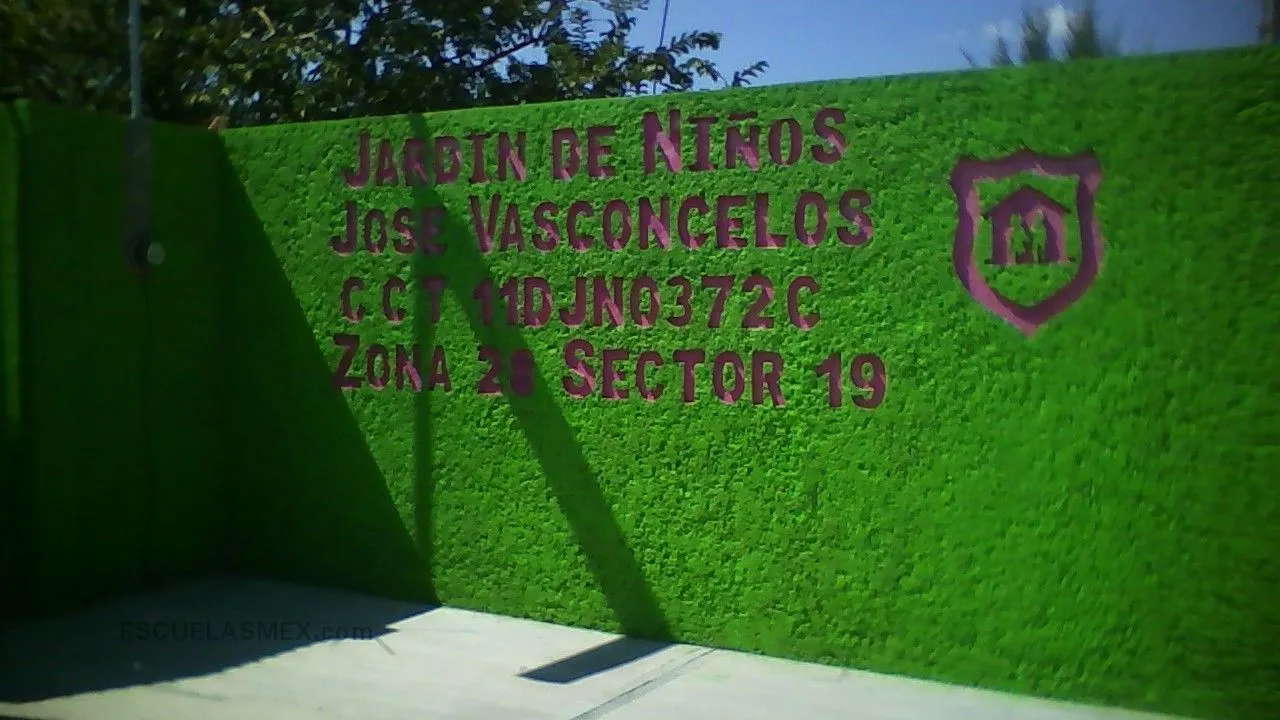 JARDIN DE NIÑOS
JOSE VASCONCELOS
CCT 11DJN0372C
ZONA SECTOR 19
ESCUELASMEX.com